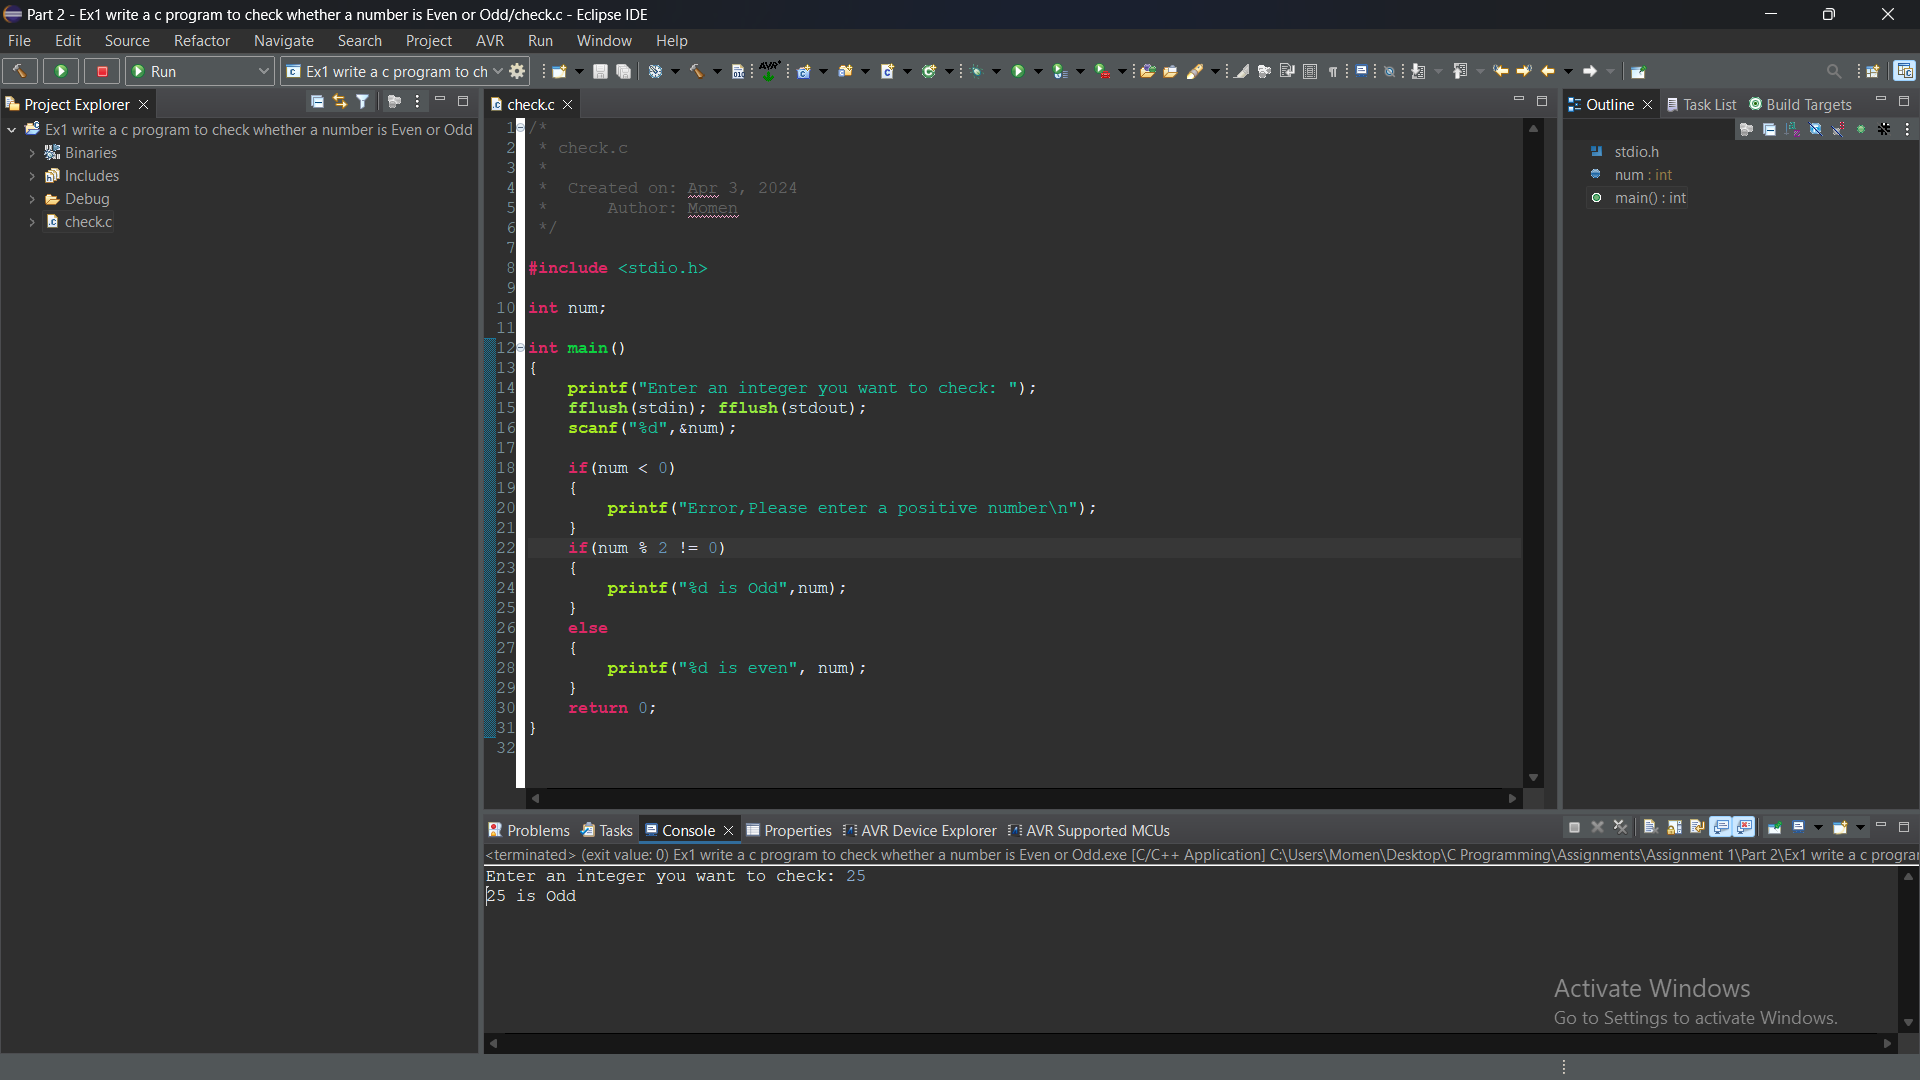 Part 2 - Ex1 write a c program to check whether a number is Even or Odd/check.c - Eclipse IDE
File Edit Source Refactor Navigate Search Project AVR Run Window Help
Run
Ex1 write a c program to ch
Project Explorer
Ex1 write a c program to check whether a number is Even or Odd
Binaries
Includes
Debug
check.c
check.c
1 /*
2 * check.c
3 *
4 * Created on: Apr 3, 2024
5 * Author: Momen
6 */
7
8 #include <stdio.h>
9
10 int num;
11
12 int main()
13 {
14 printf("Enter an integer you want to check: ");
15 fflush(stdin); fflush(stdout);
16 scanf("%d",&num);
17
18 if(num < 0)
19 {
20 printf("Error,Please enter a positive number\n");
21 }
22 if(num % 2 != 0)
23 {
24 printf("%d is Odd",num);
25 }
26 else
27 {
28 printf("%d is even", num);
29 }
30 return 0;
31 }
32
Outline Task List Build Targets
stdio.h
num : int
main() : int
Problems Tasks Console Properties AVR Device Explorer AVR Supported MCUs
<terminated> (exit value: 0) Ex1 write a c program to check whether a number is Even or Odd.exe [C/C++ Application] C:\Users\Momen\Desktop\C Programming\Assignments\Assignment 1\Part 2\Ex1 write a c progra
Enter an integer you want to check: 25
25 is Odd
Activate Windows
Go to Settings to activate Windows.